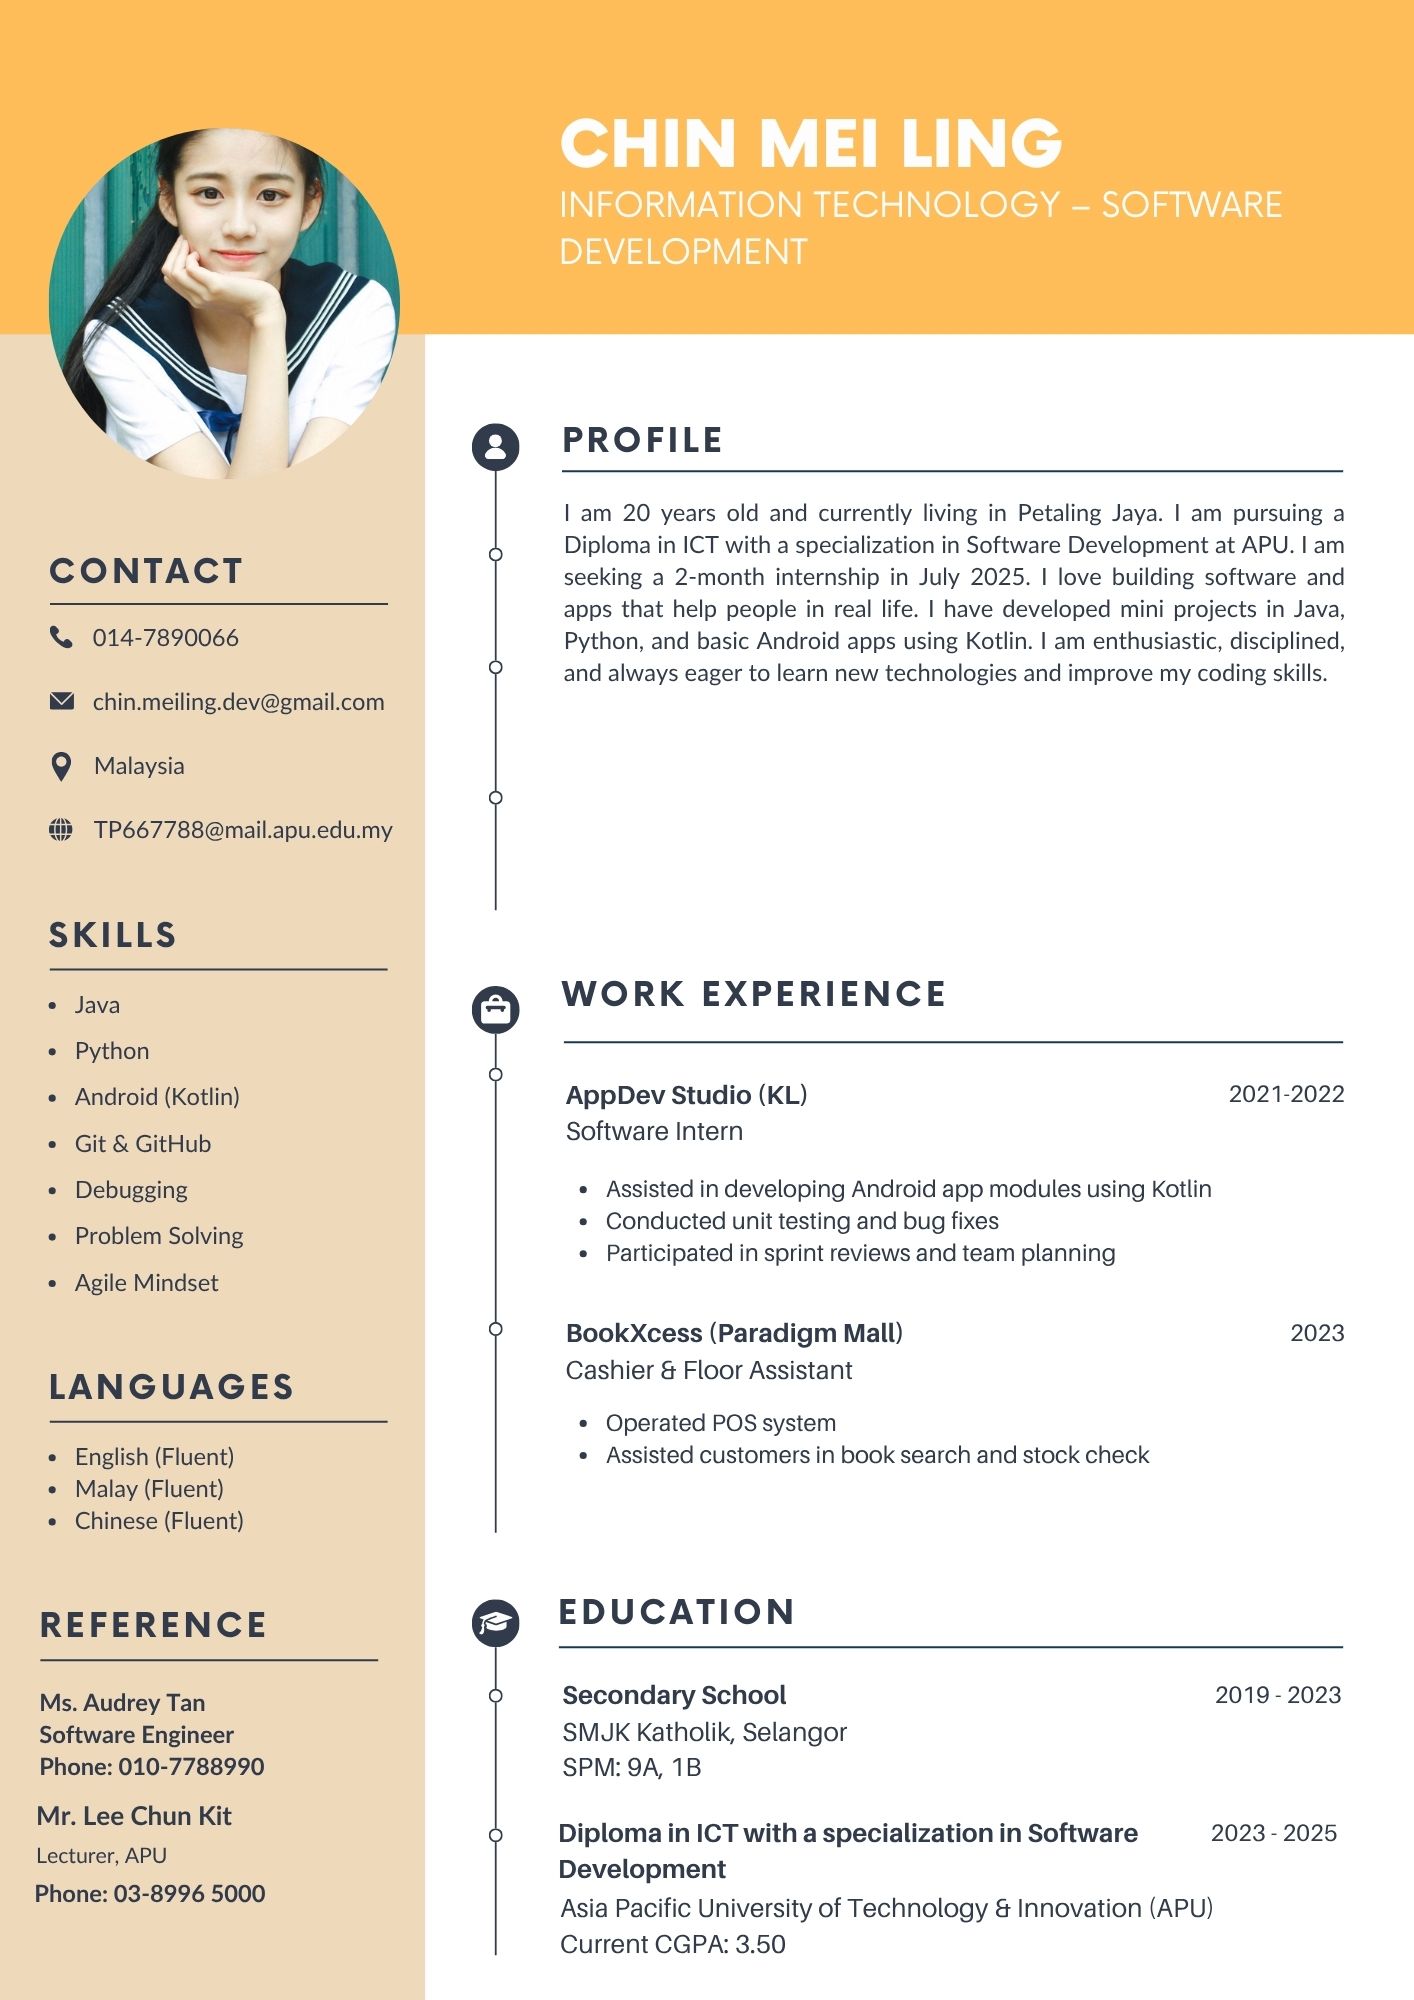 CHIN MEI LING
INFORMATION TECHNOLOGY – SOFTWARE
DEVELOPMENT
CONTACT
014-7890066
chin.meiling.dev@gmail.com
Malaysia
TP667788@mail.apu.edu.my
SKILLS
• Java
• Python
• Android (Kotlin)
• Git & GitHub
• Debugging
• Problem Solving
• Agile Mindset
LANGUAGES
• English (Fluent)
• Malay (Fluent)
• Chinese (Fluent)
REFERENCE
Ms. Audrey Tan
Software Engineer
Phone: 010-7788990
Mr. Lee Chun Kit
Lecturer, APU
Phone: 03-8996 5000
PROFILE
I am 20 years old and currently living in Petaling Jaya. I am pursuing a
Diploma in ICT with a specialization in Software Development at APU. I am
seeking a 2-month internship in July 2025. I love building software and
apps that help people in real life. I have developed mini projects in Java,
Python, and basic Android apps using Kotlin. I am enthusiastic, disciplined,
and always eager to learn new technologies and improve my coding skills.
WORK EXPERIENCE
AppDev Studio (KL) 2021-2022
Software Intern
• Assisted in developing Android app modules using Kotlin
• Conducted unit testing and bug fixes
• Participated in sprint reviews and team planning
BookXcess (Paradigm Mall) 2023
Cashier & Floor Assistant
• Operated POS system
• Assisted customers in book search and stock check
EDUCATION
Secondary School 2019 - 2023
SMJK Katholik, Selangor
SPM: 9A, 1B
Diploma in ICT with a specialization in Software 2023 - 2025
Development
Asia Pacific University of Technology & Innovation (APU)
Current CGPA: 3.50